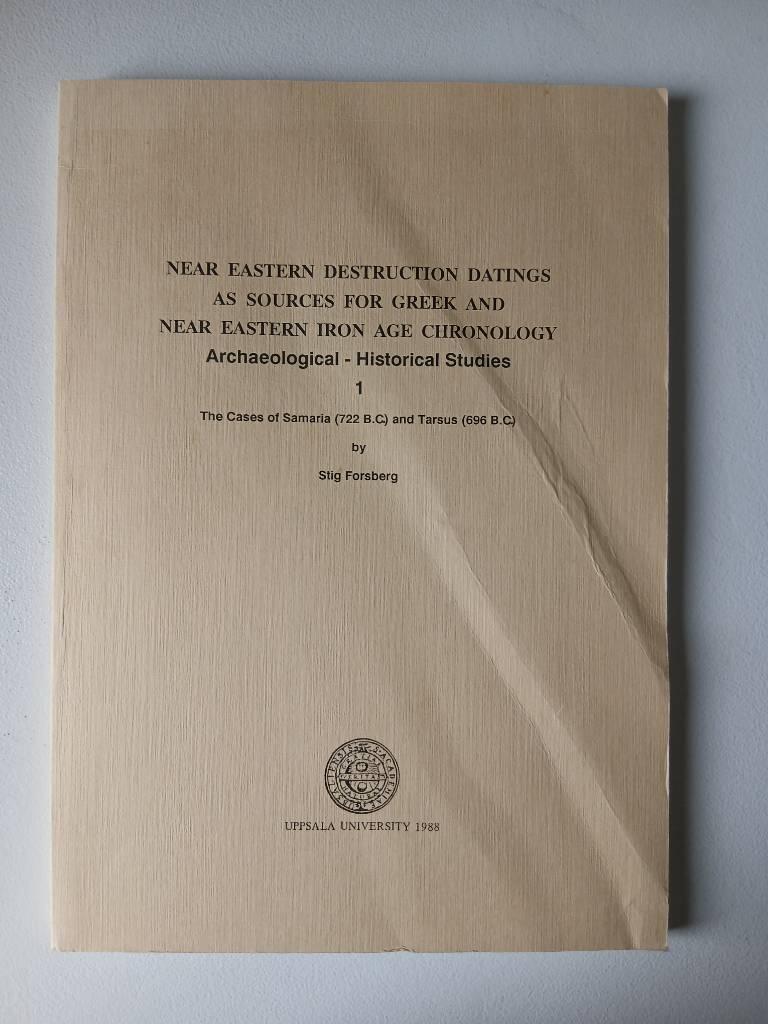 NEAR EASTERN DESTRUCTION DATINGS
AS SOURCES FOR GREEK AND
NEAR EASTERN IRON AGE CHRONOLOGY
Archaeological - Historical Studies
1
The Cases of Samaria (722 B.C.) and Tarsus (696 B.C.)
by
Stig Forsberg
UPPSALA UNIVERSITY 1988